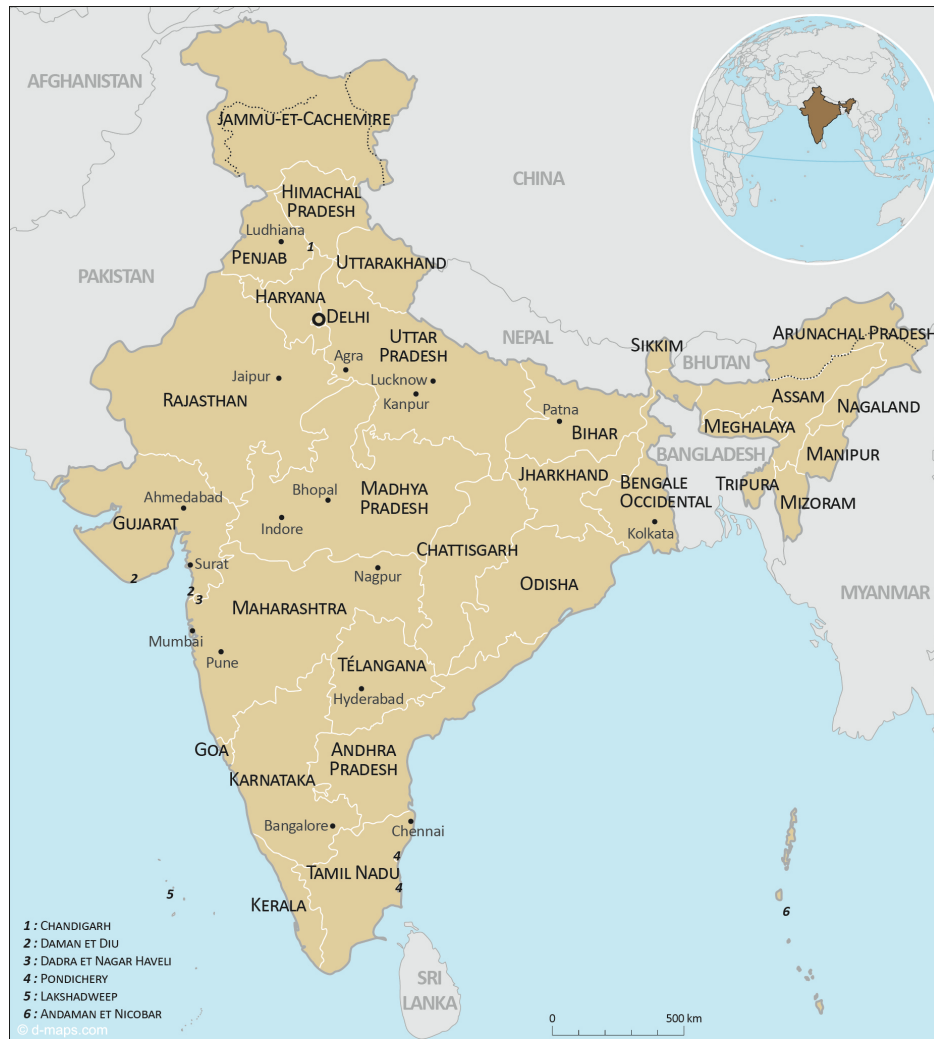 AFGHANISTAN
JAMMU-ET-CACHEMIRE
CHINA
HIMACHAL
PRADESH
Ludhiana
1
PENJAB
UTTARAKHAND
PAKISTAN
HARYANA
DELHI
UTTAR
PRADESH
NEPAL
SIKKIM
BHUTAN
ARUNACHAL PRADESH
Agra
Jaipur
Lucknow
Kanpur
RAJASTHAN
ASSAM
NAGALAND
Patna
BIHAR
MEGHALAYA
BANGLADESH
MANIPUR
JHARKHAND
BENGALE
OCCIDENTAL
TRIPURA
MIZORAM
Ahmedabad
GUJARAT
Bhopal
Indore
MADHYA
PRADESH
Kolkata
CHATTISGARH
Surat
2
2
3
Nagpur
ODISHA
MYANMAR
MAHARASHTRA
Mumbai
Pune
TÉLANGANA
Hyderabad
GOA
ANDHRA
PRADESH
KARNATAKA
Bangalore
Chennai
4
TAMIL NADU
4
5
KERALA
6
1 : CHANDIGARH
2 : DAMAN ET DIU
3 : DADRA ET NAGAR HAVELI
4 : PONDICHERY
5 : LAKSHADWEEP
6 : ANDAMAN ET NICOBAR
SRI
LANKA
0 500 km
© d-maps.com